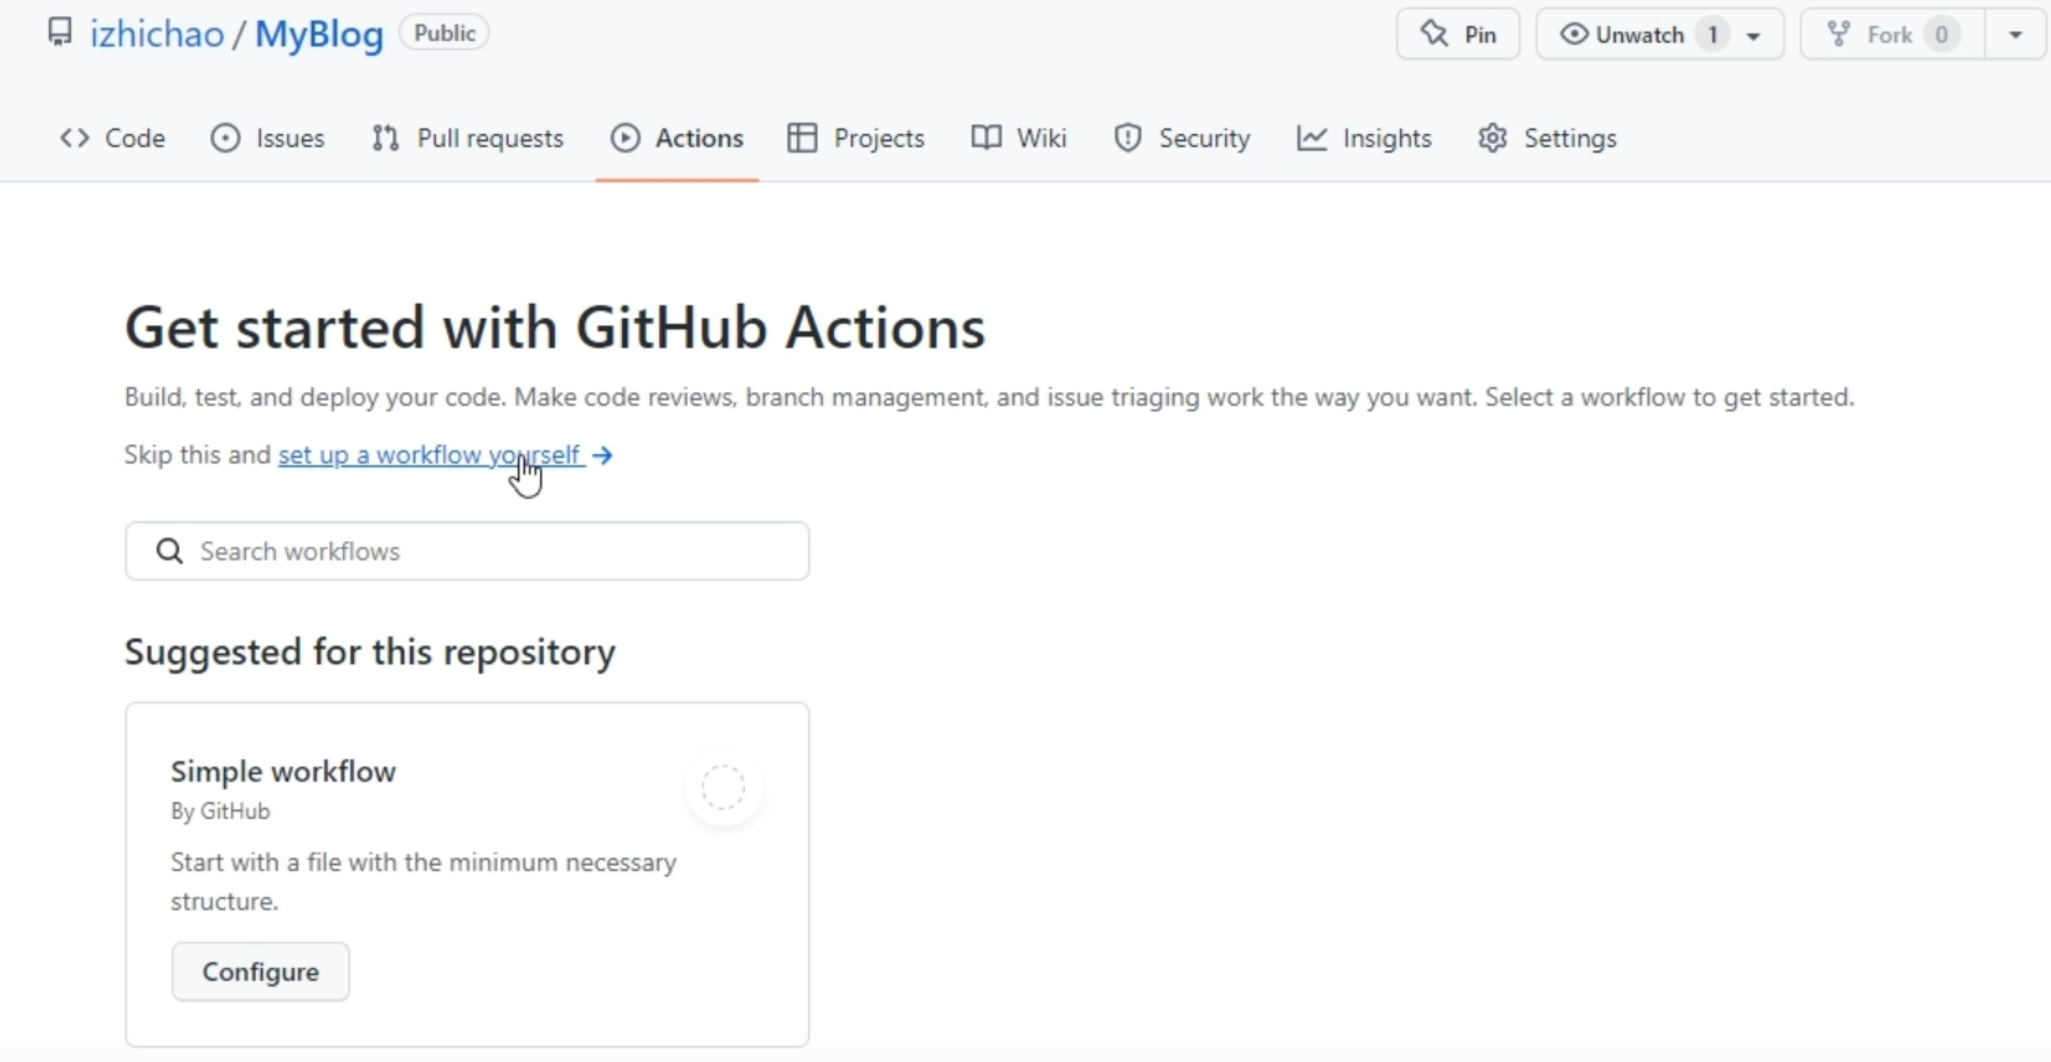 izhichao / MyBlog Public Pin Unwatch 1 Fork 0
Code Issues Pull requests Actions Projects Wiki Security Insights Settings
Get started with GitHub Actions
Build, test, and deploy your code. Make code reviews, branch management, and issue triaging work the way you want. Select a workflow to get started.
Skip this and set up a workflow yourself →
Search workflows
Suggested for this repository
Simple workflow
By GitHub
Start with a file with the minimum necessary
structure.
Configure